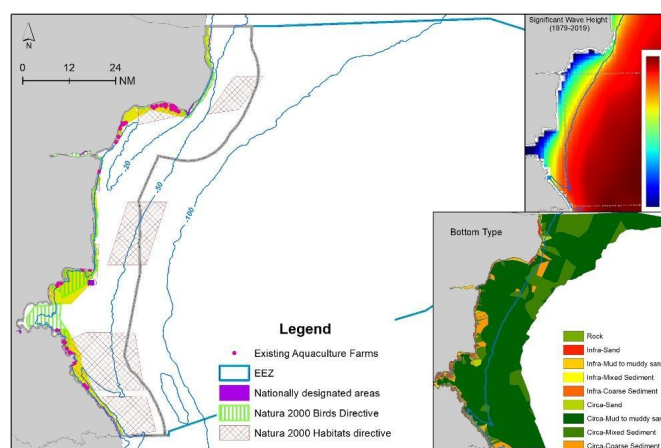 N
0 12 24
NM
-20
-50
-100
Legend
Existing Aquaculture Farms
EEZ
Nationally designated areas
Natura 2000 Birds Directive
Natura 2000 Habitats directive
Significant Wave Height
(1979-2019)
Bottom Type
Rock
Infra-Sand
Infra-Mud to muddy san
Infra-Mixed Sediment
Infra-Coarse Sediment
Circa-Sand
Circa-Mud to muddy sa
Circa-Mixed Sediment
Circa-Coarse Sediment